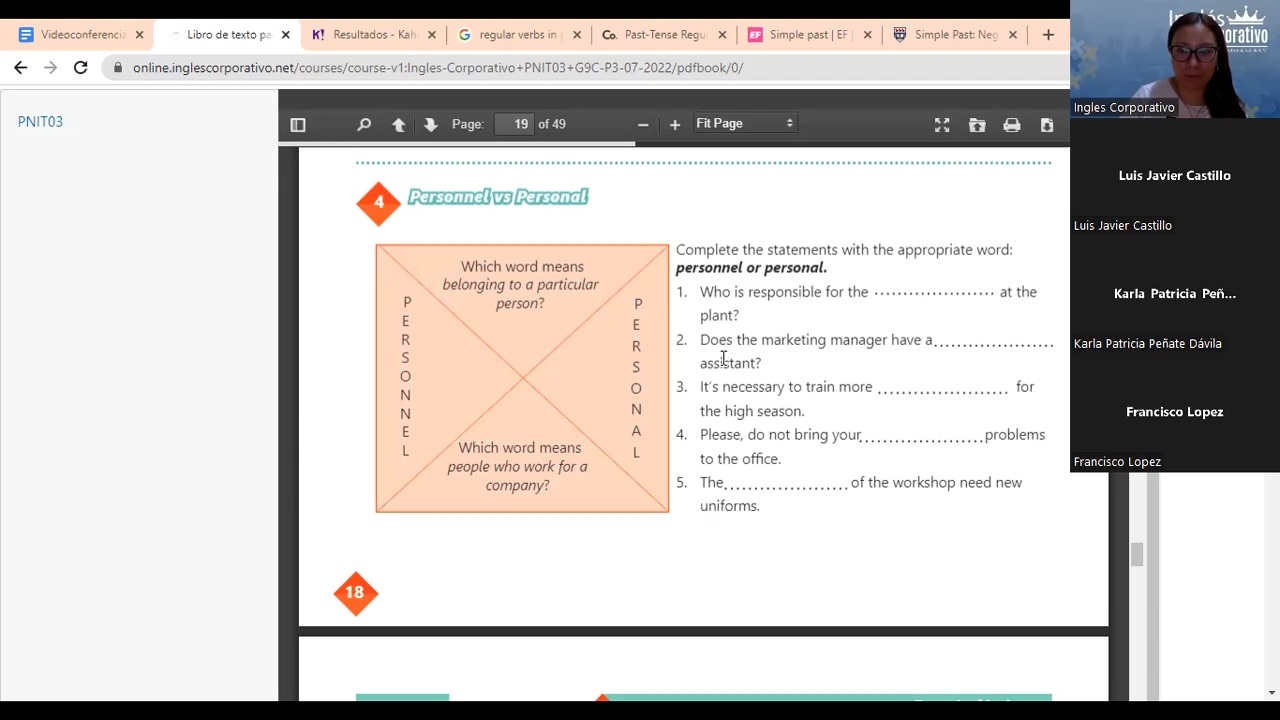 Videoconferencia
Libro de texto pa
Resultados - Kah
regular verbs in p
Past-Tense Regul
Simple past | EF |
Simple Past: Neg
online.inglescorporativo.net/courses/course-v1:Ingles-Corporativo+PNIT03+G9C-P3-07-2022/pdfbook/0/
PNIT03
Page: 19 of 49
Fit Page
4 Personnel vs Personal
Which word means
belonging to a particular
person?
PERSONNEL
PERSONAL
Which word means
people who work for a
company?
Complete the statements with the appropriate word:
personnel or personal.
1. Who is responsible for the ..................... at the
plant?
2. Does the marketing manager have a.....................
assistant?
3. It's necessary to train more ...................... for
the high season.
4. Please, do not bring your.....................problems
to the office.
5. The.....................of the workshop need new
uniforms.
18
Inglés
Corporativo
Ingles Corporativo
Luis Javier Castillo
Luis Javier Castillo
Karla Patricia Peñ...
Karla Patricia Peñate Dávila
Francisco Lopez
Francisco Lopez